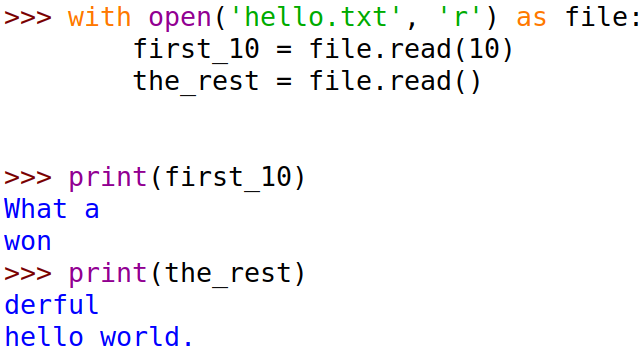 >>> with open('hello.txt', 'r') as file:
        first_10 = file.read(10)
        the_rest = file.read()
>>> print(first_10)
What a
won
>>> print(the_rest)
derful
hello world.